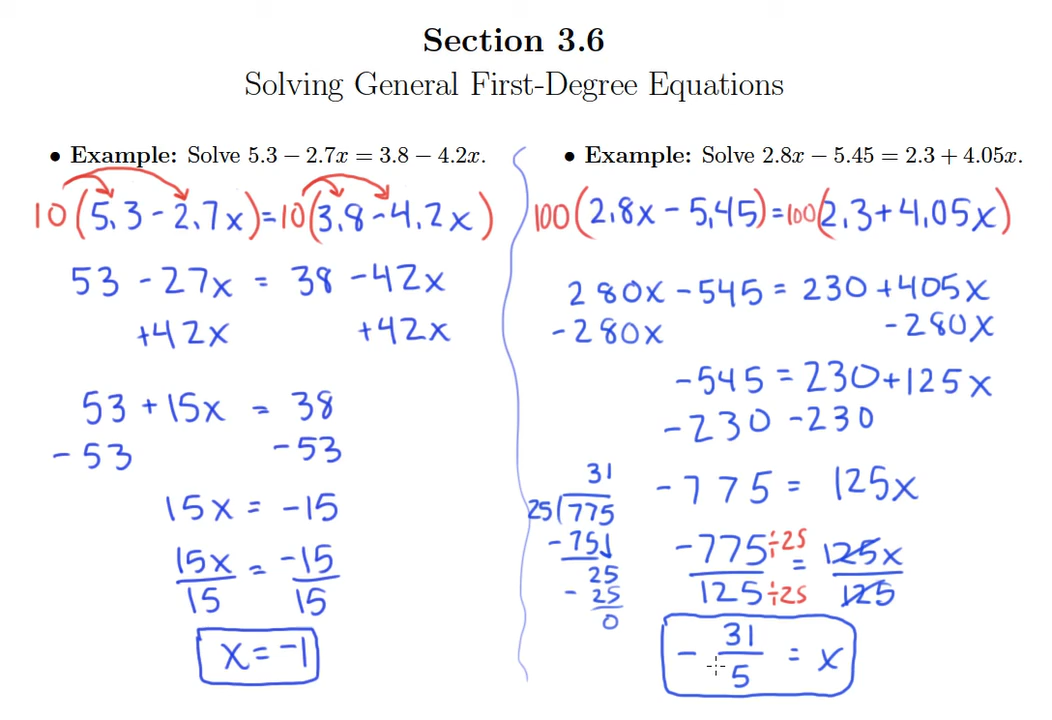 Section 3.6
Solving General First-Degree Equations
• Example: Solve 5.3 − 2.7x = 3.8 − 4.2x.
10(5.3 - 2.7x) = 10(3.8 - 4.2x)
53 - 27x = 38 - 42x
+42x +42x
53 + 15x = 38
-53 -53
15x = -15
15x/15 = -15/15
x = -1
• Example: Solve 2.8x − 5.45 = 2.3 + 4.05x.
100(2.8x - 5.45) = 100(2.3 + 4.05x)
280x - 545 = 230 + 405x
-280x -280x
-545 = 230 + 125x
-230 -230
-775 = 125x
31
25(775
-75↓
25
- 25
0
-775÷25/125÷25 = 125x/125
-31/5 = x